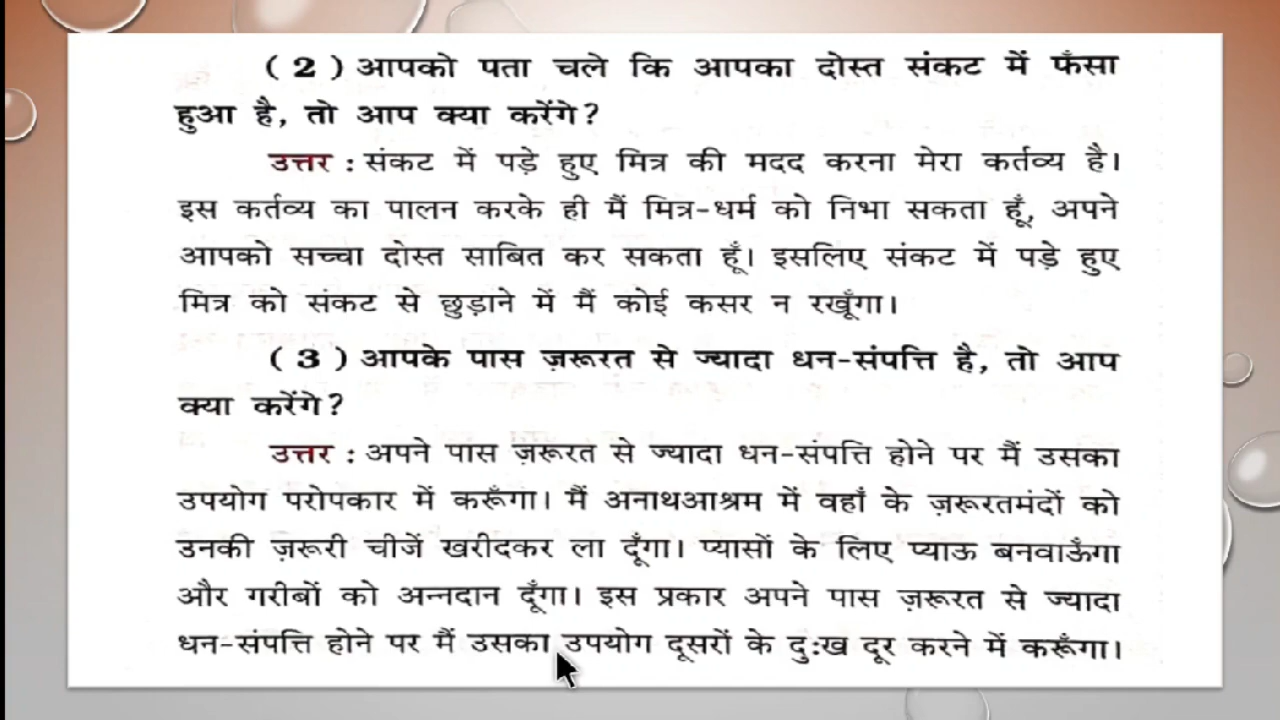 ( 2 ) आपको पता चले कि आपका दोस्त संकट में फँसा
हुआ है, तो आप क्या करेंगे?
उत्तर : संकट में पड़े हुए मित्र की मदद करना मेरा कर्तव्य है।
इस कर्तव्य का पालन करके ही मैं मित्र-धर्म को निभा सकता हूँ, अपने
आपको सच्चा दोस्त साबित कर सकता हूँ। इसलिए संकट में पड़े हुए
मित्र को संकट से छुड़ाने में मैं कोई कसर न रखूँगा।
( 3 ) आपके पास ज़रूरत से ज्यादा धन-संपत्ति है, तो आप
क्या करेंगे?
उत्तर : अपने पास ज़रूरत से ज्यादा धन-संपत्ति होने पर मैं उसका
उपयोग परोपकार में करूँगा। मैं अनाथआश्रम में वहाँ के ज़रूरतमंदों को
उनकी ज़रूरी चीजें खरीदकर ला दूँगा। प्यासों के लिए प्याऊ बनवाऊँगा
और गरीबों को अन्नदान दूँगा। इस प्रकार अपने पास ज़रूरत से ज्यादा
धन-संपत्ति होने पर मैं उसका उपयोग दूसरों के दुःख दूर करने में करूँगा।